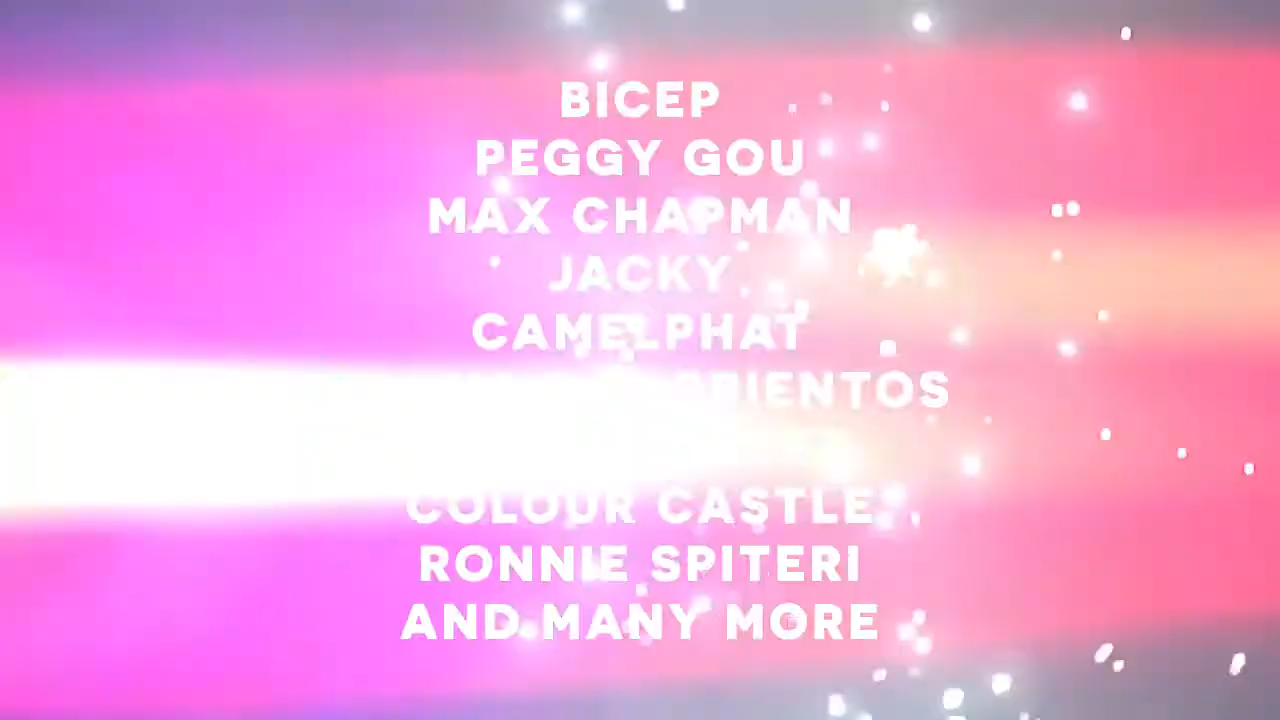 BICEP
PEGGY GOU
MAX CHAPMAN
JACKY
CAMELPHAT
COLOUR CASTLE
RONNIE SPITERI
AND MANY MORE